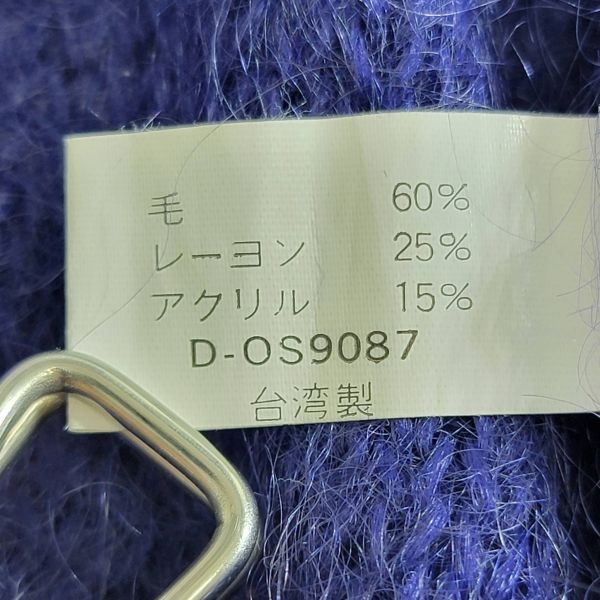 毛 60%
レーヨン 25%
アクリル 15%
D-OS9087
台湾製